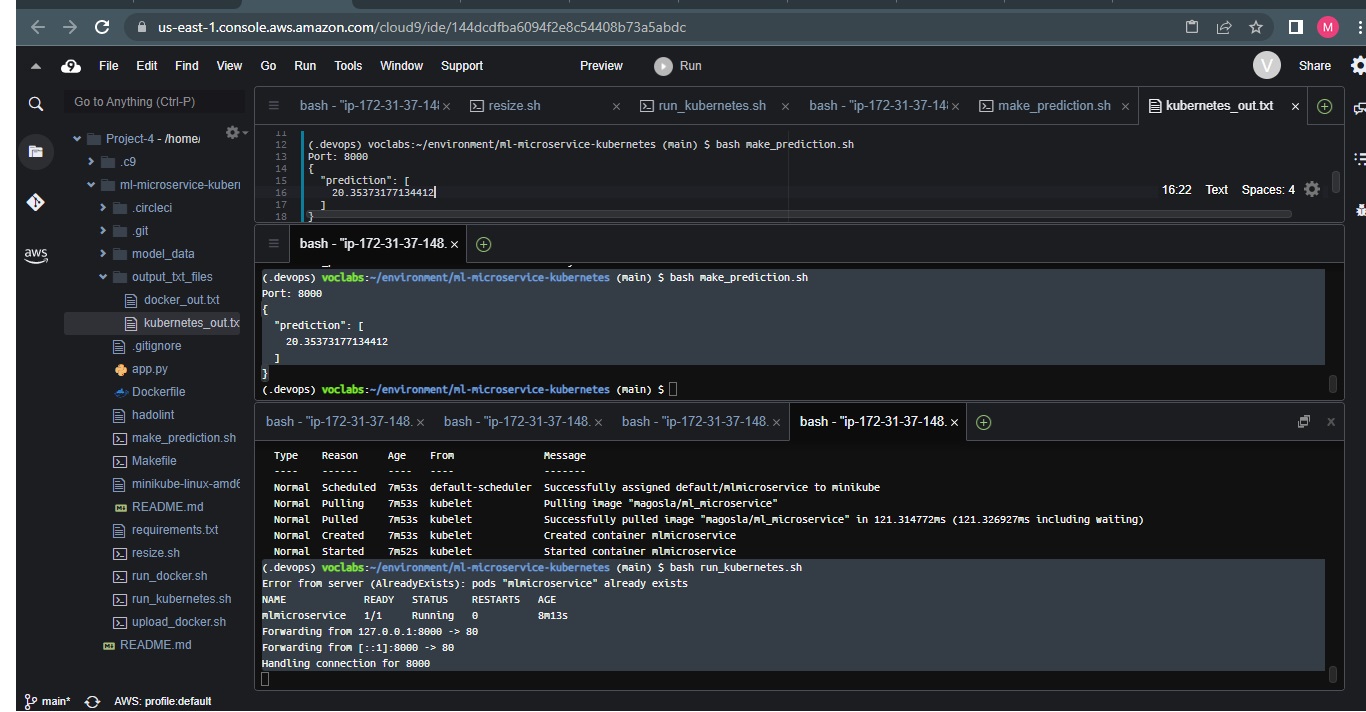 us-east-1.console.aws.amazon.com/cloud9/ide/144dcdfba6094f2e8c54408b73a5abdc
M
9 File Edit Find View Go Run Tools Window Support Preview Run V Share
Go to Anything (Ctrl-P)
Project-4 - /home/
.c9
ml-microservice-kuberi
.circleci
.git
model_data
output_txt_files
docker_out.txt
kubernetes_out.tx
.gitignore
app.py
Dockerfile
hadolint
make_prediction.sh
Makefile
minikube-linux-amd6
README.md
requirements.txt
resize.sh
run_docker.sh
run_kubernetes.sh
upload_docker.sh
README.md
aws
bash - "ip-172-31-37-14 × resize.sh × run_kubernetes.sh × bash - "ip-172-31-37-14 × make_prediction.sh × kubernetes_out.txt ×
11
12 (.devops) voclabs:~/environment/ml-microservice-kubernetes (main) $ bash make_prediction.sh
13 Port: 8000
14 {
15 "prediction": [
16 20.35373177134412
17 ]
18 }
16:22 Text Spaces: 4
bash - "ip-172-31-37-148. ×
(.devops) voclabs:~/environment/ml-microservice-kubernetes (main) $ bash make_prediction.sh
Port: 8000
{
"prediction": [
20.35373177134412
]
}
(.devops) voclabs:~/environment/ml-microservice-kubernetes (main) $
bash - "ip-172-31-37-148. × bash - "ip-172-31-37-148. × bash - "ip-172-31-37-148. × bash - "ip-172-31-37-148. ×
Type Reason Age From Message
---- ------ ---- ---- -------
Normal Scheduled 7m53s default-scheduler Successfully assigned default/mlmicroservice to minikube
Normal Pulling 7m53s kubelet Pulling image "magosla/ml_microservice"
Normal Pulled 7m53s kubelet Successfully pulled image "magosla/ml_microservice" in 121.314772ms (121.326927ms including waiting)
Normal Created 7m53s kubelet Created container mlmicroservice
Normal Started 7m52s kubelet Started container mlmicroservice
(.devops) voclabs:~/environment/ml-microservice-kubernetes (main) $ bash run_kubernetes.sh
Error from server (AlreadyExists): pods "mlmicroservice" already exists
NAME READY STATUS RESTARTS AGE
mlmicroservice 1/1 Running 0 8m13s
Forwarding from 127.0.0.1:8000 -> 80
Forwarding from [::1]:8000 -> 80
Handling connection for 8000
main* AWS: profile:default